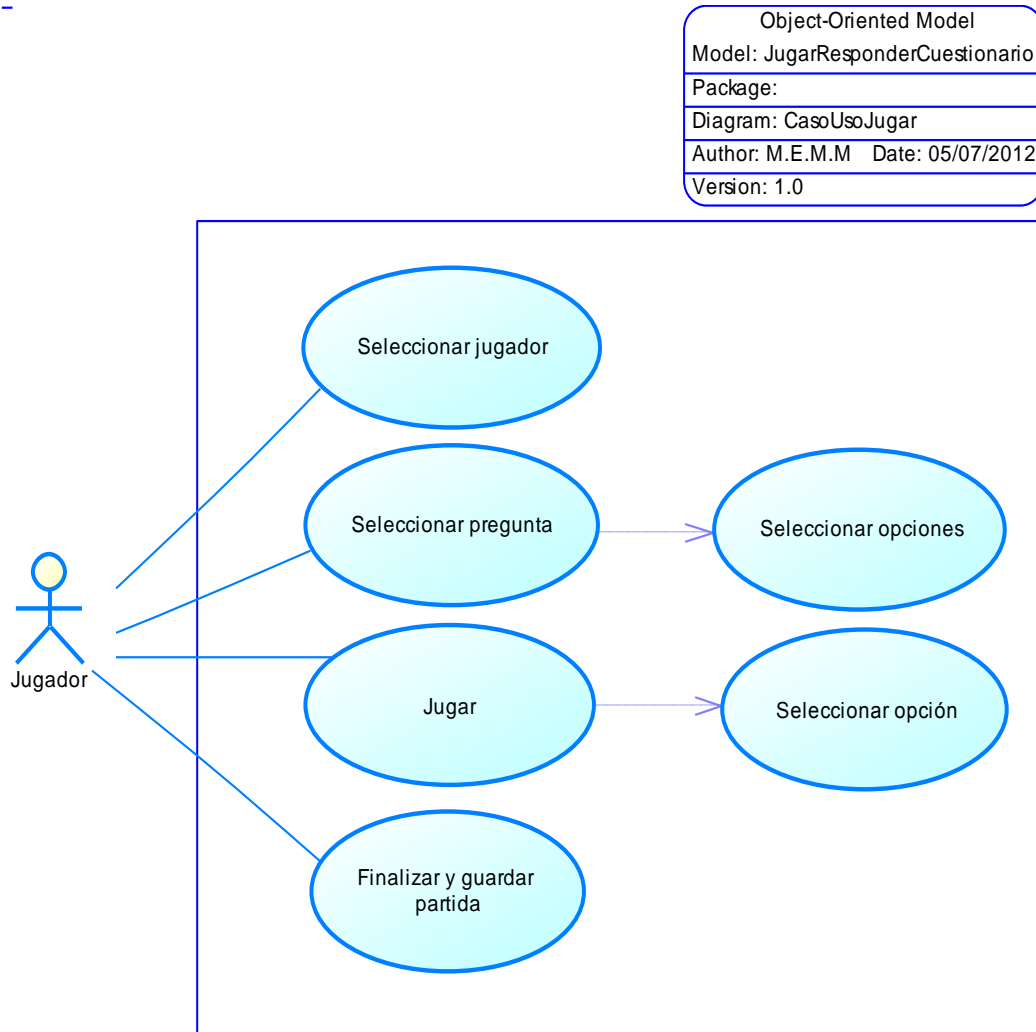 Object-Oriented Model
Model: JugarResponderCuestionario
Package:
Diagram: CasoUsoJugar
Author: M.E.M.M Date: 05/07/2012
Version: 1.0
Seleccionar jugador
Seleccionar pregunta
Seleccionar opciones
Jugador
Jugar
Seleccionar opción
Finalizar y guardar
partida